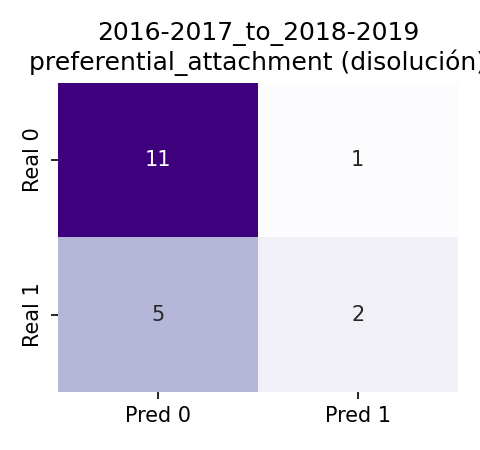 2016-2017_to_2018-2019
preferential_attachment (disolución)
Real 0
11
1
Real 1
5
2
Pred 0
Pred 1